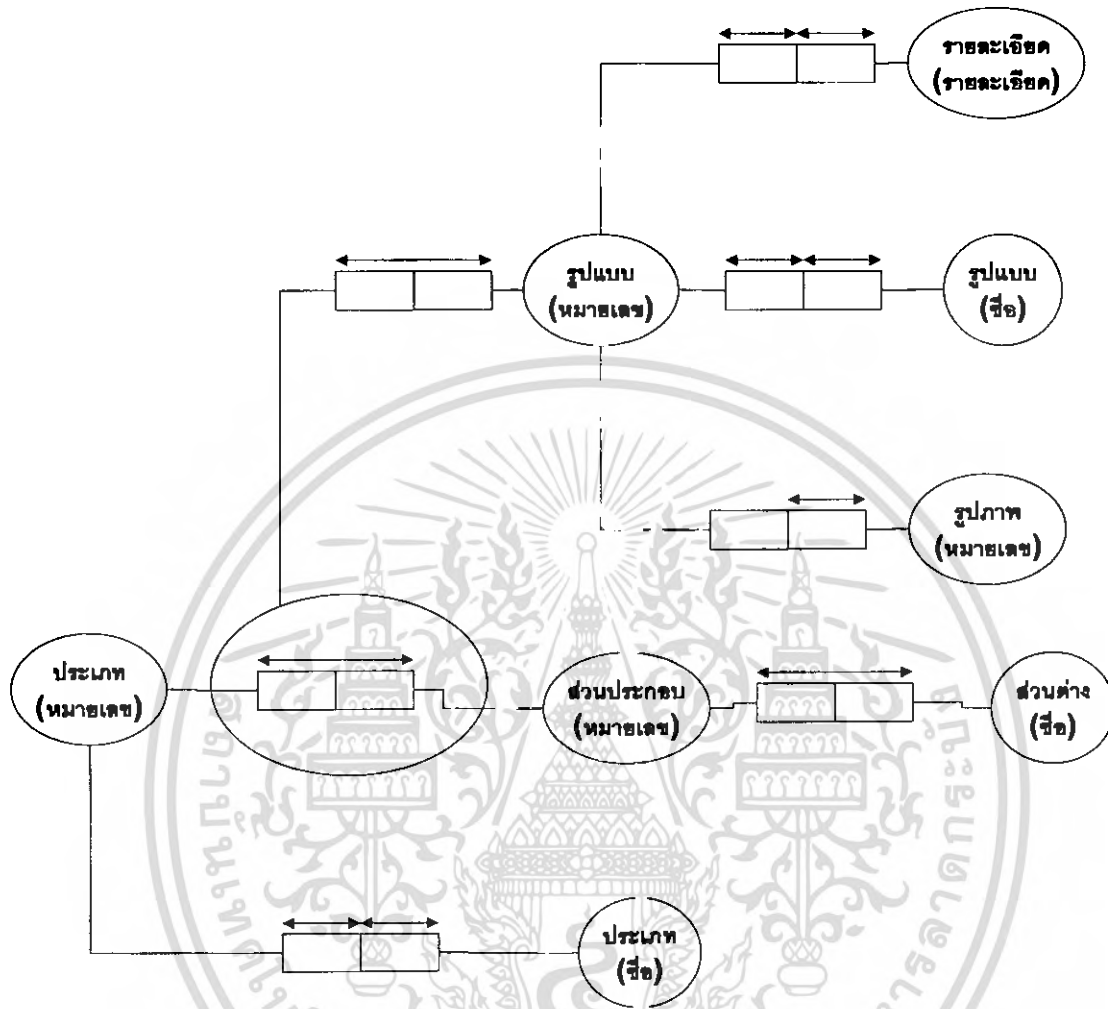 รายละเอียด
(รายละเอียด)
รูปแบบ
(หมายเลข)
รูปแบบ
(ชื่อ)
รูปภาพ
(หมายเลข)
ประเภท
(หมายเลข)
ส่วนประกอบ
(หมายเลข)
ส่วนต่าง
(ชื่อ)
ประเภท
(ชื่อ)